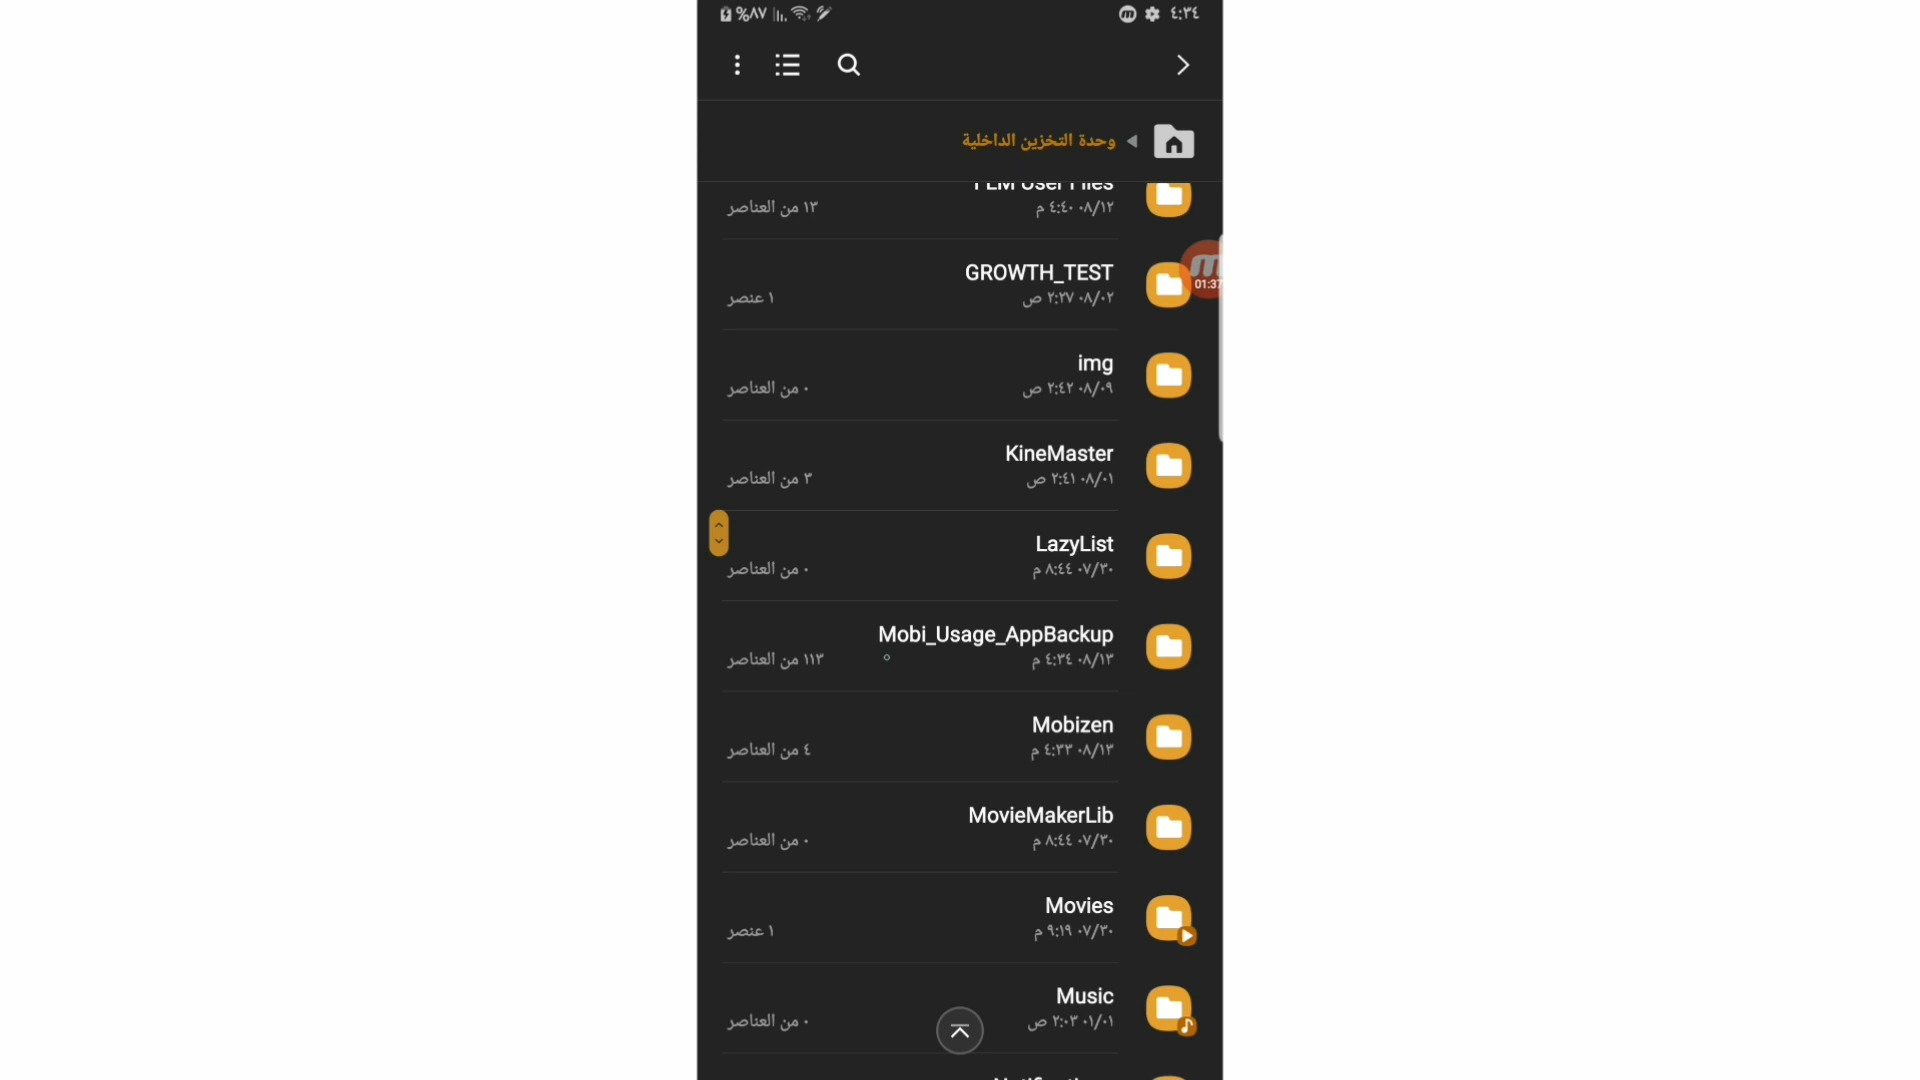 %٨٧ ٤:٣٤
وحدة التخزين الداخلية
User Files
٠٨/١٢ ٤:٤٠ م
١٣ من العناصر
GROWTH_TEST
٠٨/٠٢ ٢:٢٧ ص
١ عنصر
01:37
img
٠٨/٠٩ ٢:٤٢ ص
٠ من العناصر
KineMaster
٠٨/٠١ ٢:٤١ ص
٣ من العناصر
LazyList
٠٧/٣٠ ٨:٤٤ م
٠ من العناصر
Mobi_Usage_AppBackup
٠٨/١٣ ٤:٣٤ م
١١٣ من العناصر
Mobizen
٠٨/١٣ ٤:٣٣ م
٤ من العناصر
MovieMakerLib
٠٧/٣٠ ٨:٤٤ م
٠ من العناصر
Movies
٠٧/٣٠ ٩:١٩ م
١ عنصر
Music
٠١/٠١ ٢:٠٣ ص
٠ من العناصر